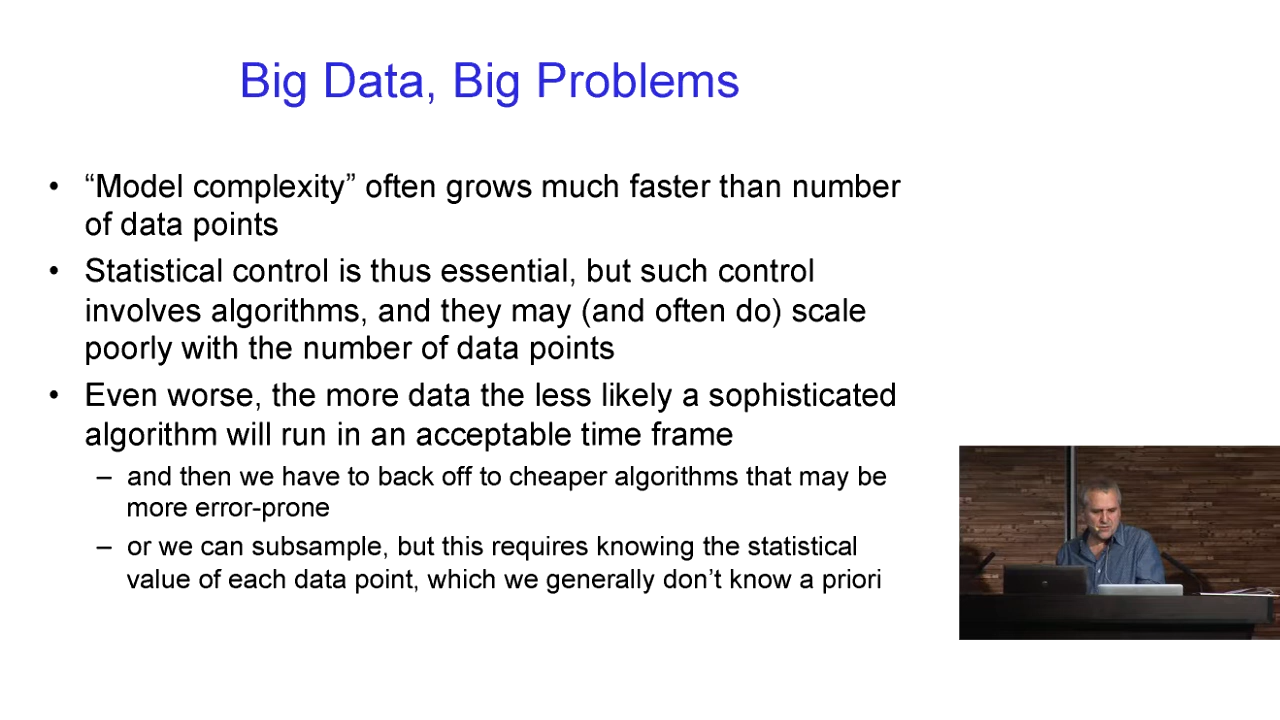 Big Data, Big Problems
• “Model complexity” often grows much faster than number
of data points
• Statistical control is thus essential, but such control
involves algorithms, and they may (and often do) scale
poorly with the number of data points
• Even worse, the more data the less likely a sophisticated
algorithm will run in an acceptable time frame
– and then we have to back off to cheaper algorithms that may be
more error-prone
– or we can subsample, but this requires knowing the statistical
value of each data point, which we generally don’t know a priori